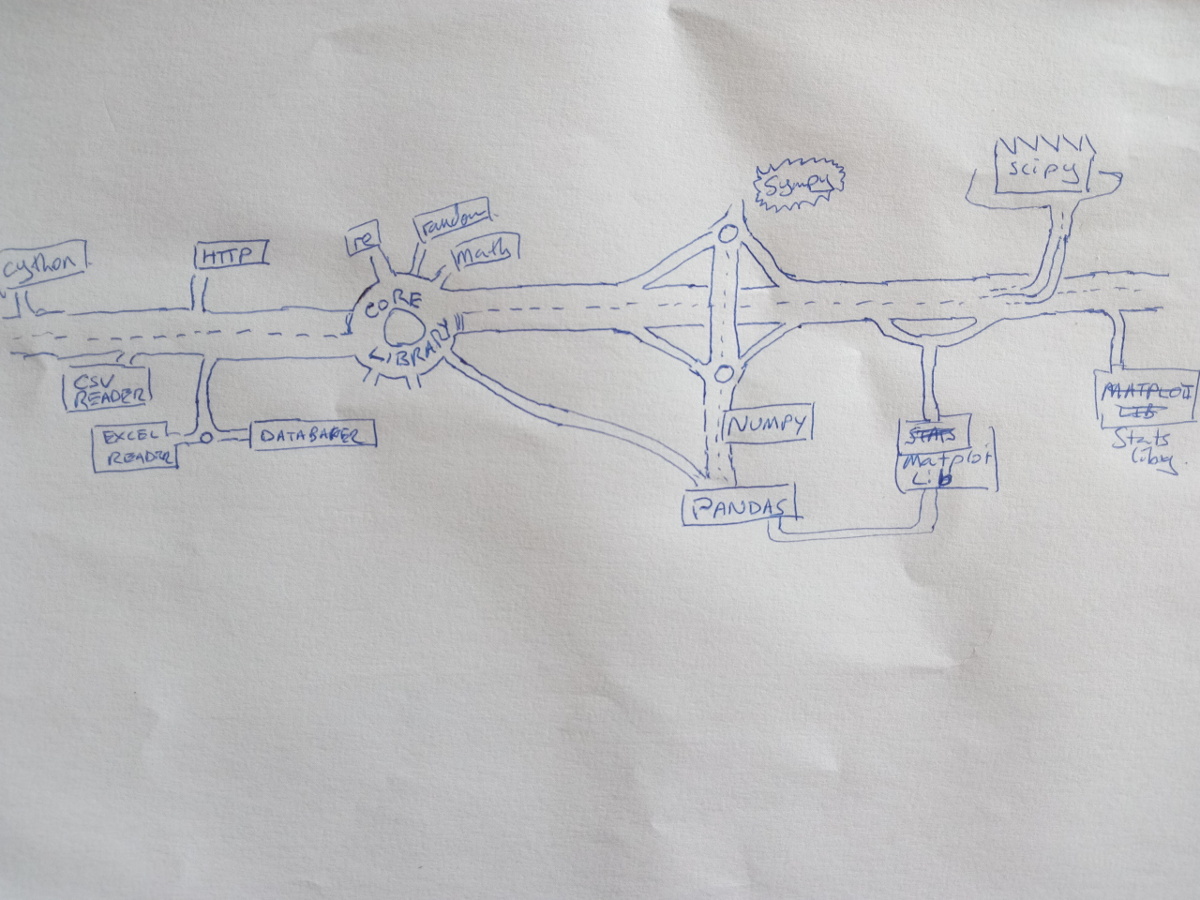 Sympy
scipy
re
random
math
HTTP
cython
CORE
LIBRARY
CSV
READER
EXCEL
READER
DATABASER
NUMPY
PANDAS
STATS
Matplot
Lib
MATPLOT
LIB
Stats